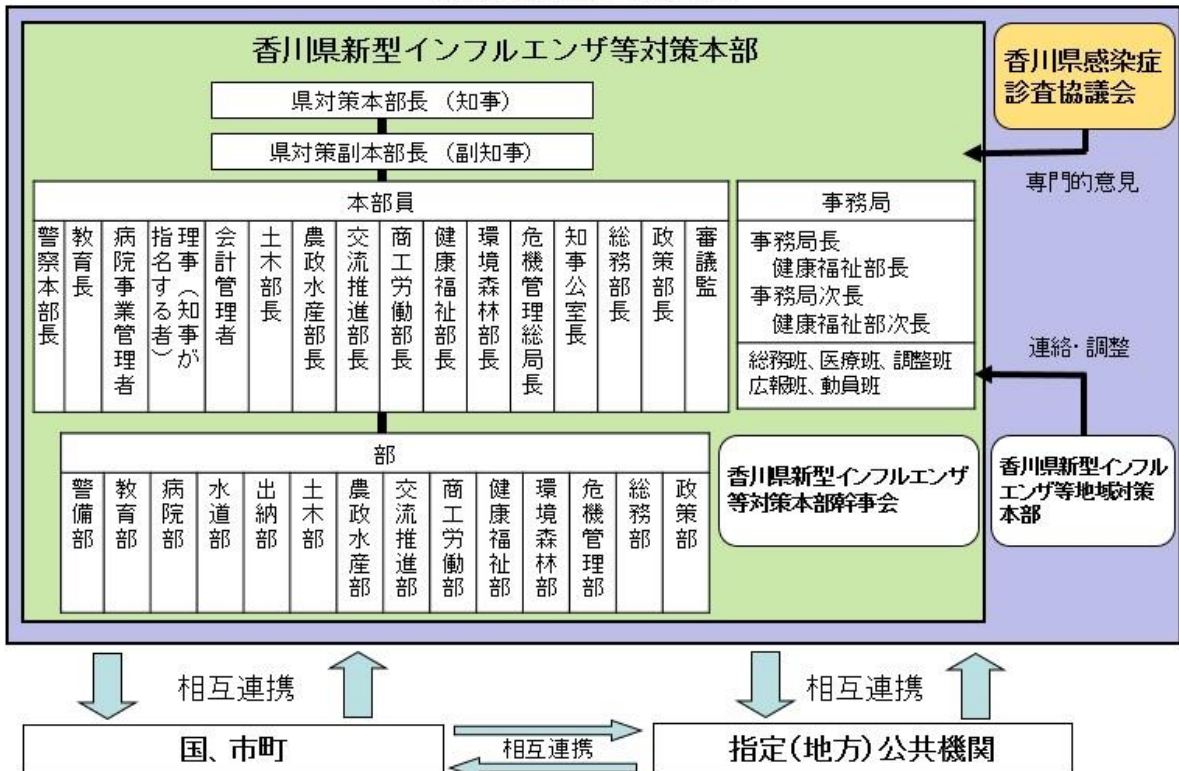 香川県新型インフルエンザ等対策本部
県対策本部長 (知事)
県対策副本部長 (副知事)
本部員
審議監
政策部長
総務部長
知事公室長
危機管理総局長
環境森林部長
健康福祉部長
商工労働部長
交流推進部長
農政水産部長
土木部長
会計管理者
理事(知事が
指名する者)
病院事業管理者
教育長
警察本部長
事務局
事務局長
健康福祉部長
事務局次長
健康福祉部次長
総務班、医療班、調整班
広報班、動員班
部
政策部
総務部
危機管理部
環境森林部
健康福祉部
商工労働部
交流推進部
農政水産部
土木部
出納部
水道部
病院部
教育部
警備部
香川県新型インフルエンザ
等対策本部幹事会
香川県感染症
診査協議会
専門的意見
連絡・調整
香川県新型インフル
エンザ等地域対策
本部
相互連携
相互連携
国、市町
相互連携
指定(地方)公共機関